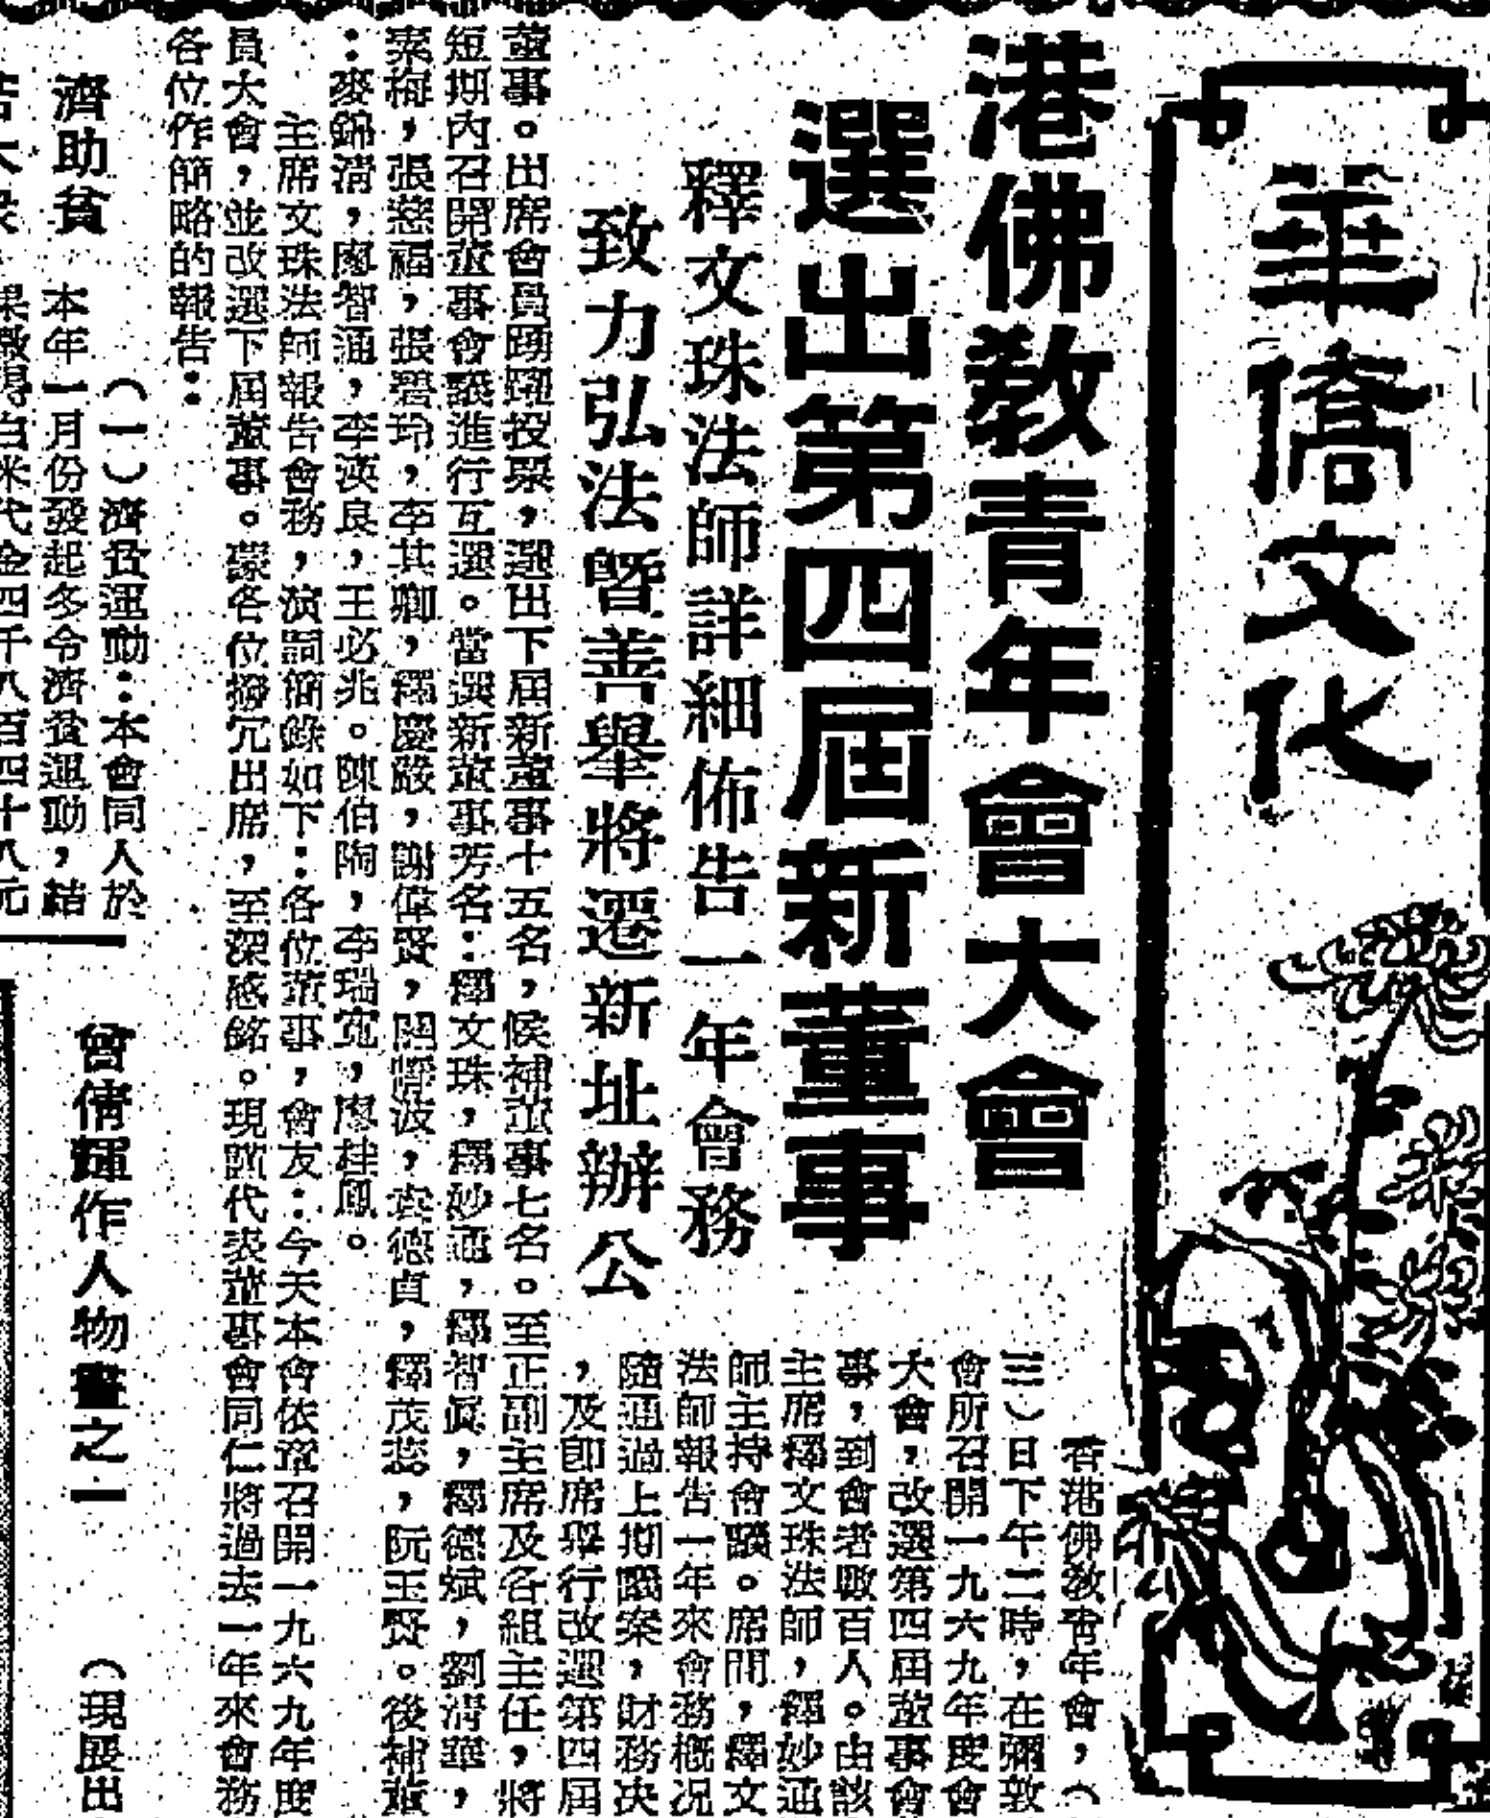 華僑文化
港佛教青年會大會
選出第四屆新董事
釋文珠法師詳細佈告一年會務
致力弘法暨善舉將遷新址辦公
香港佛教青年會，（
三）日下午二時，在彌敦
會所召開一九六九年度會
大會，改選第四屆董事會
事，到會者數百人。由該
主席釋文珠法師，釋妙通
師主持會議。席間，釋文
法師報告一年來會務概況
隨通過上期議案，財務決
，及即席舉行改選第四屆
董事。出席會員踴躍投票，選出下屆新董事十五名，候補董事七名。至正副主席及各組主任，將
短期內召開董事會議進行互選。當選新董事芳名：釋文珠，釋妙通，釋智真，釋德斌，劉清華，
素梅，張慈福，張碧玲，李其卿，釋慶嚴，謝偉賢，關靜波，袁德貞，釋茂蕊，阮玉賢。後補董
：麥錦清，廖智通，李漢良，王必兆。陳伯陶，李瑞寬，廖桂鳳。
主席文珠法師報告會務，演詞簡錄如下：各位董事，會友：今天本會依章召開一九六九年度
員大會，並改選下屆董事。蒙各位撥冗出席，至深感銘。現謹代表董事會同仁將過去一年來會務
各位作簡略的報告：
（一）濟貧運動：本會同人於
濟助貧
本年一月份發起冬令濟貧運動，結
苦大眾
果徵得白米代金四千八百四十八元
曾倩輝作人物畫之一
（現展出